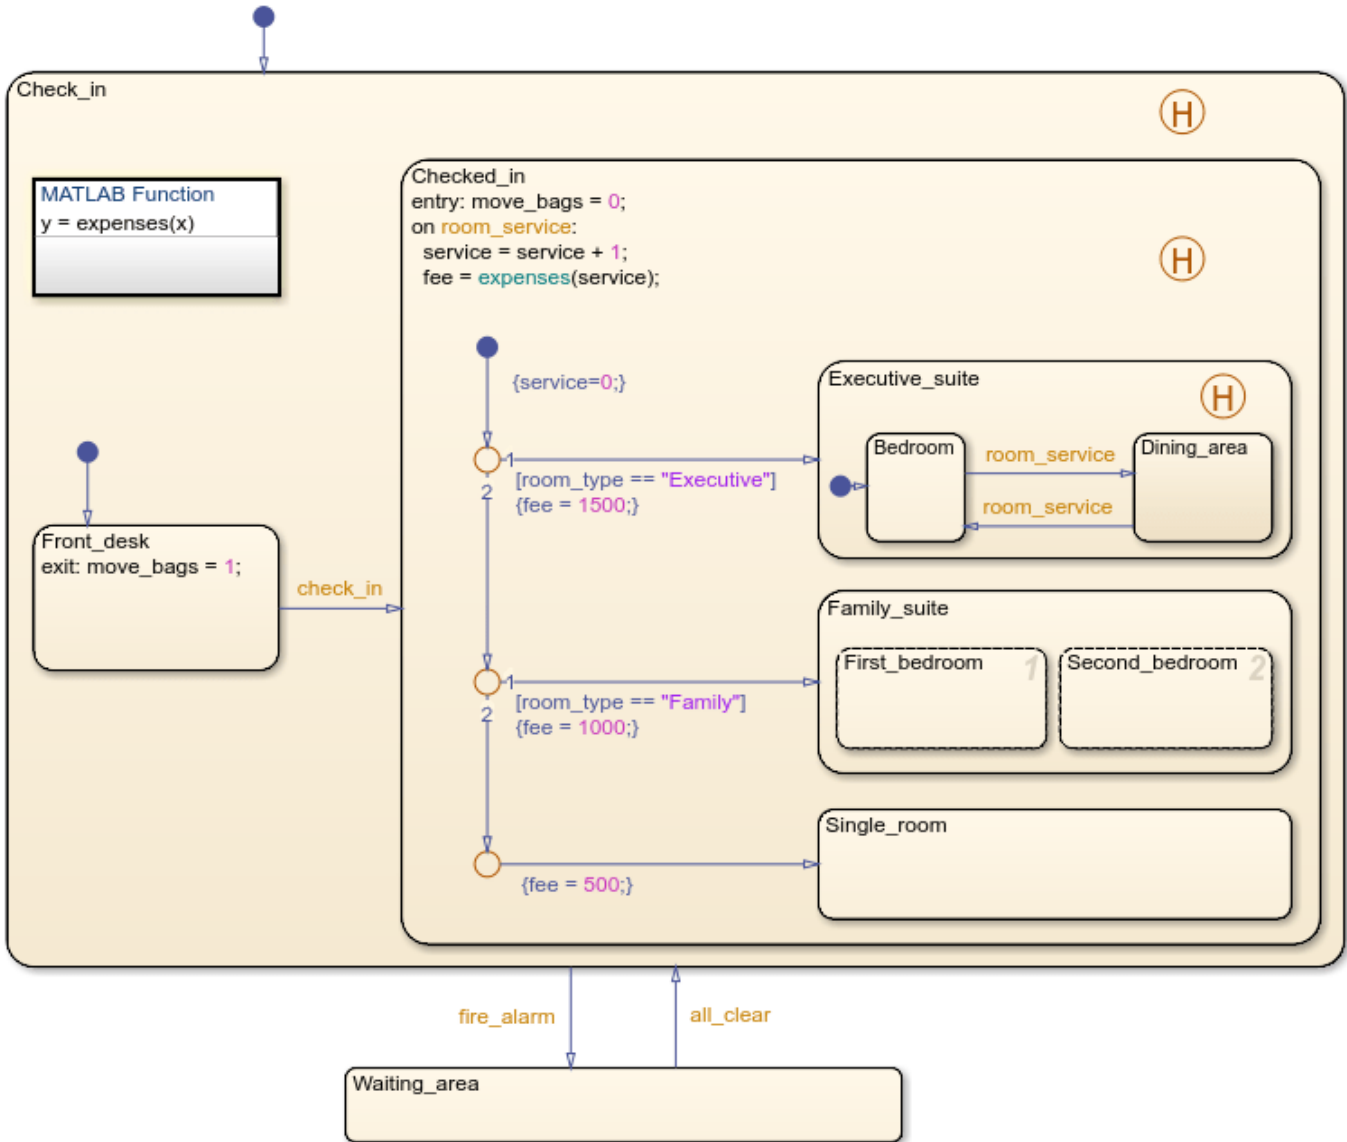 Check_in
H
MATLAB Function
y = expenses(x)
Checked_in
entry: move_bags = 0;
on room_service:
service = service + 1;
fee = expenses(service);
H
{service=0;}
Executive_suite
H
Bedroom
room_service
Dining_area
room_service
1
[room_type == "Executive"]
{fee = 1500;}
2
Front_desk
exit: move_bags = 1;
check_in
Family_suite
First_bedroom
1
Second_bedroom
2
1
[room_type == "Family"]
{fee = 1000;}
2
Single_room
{fee = 500;}
fire_alarm
all_clear
Waiting_area